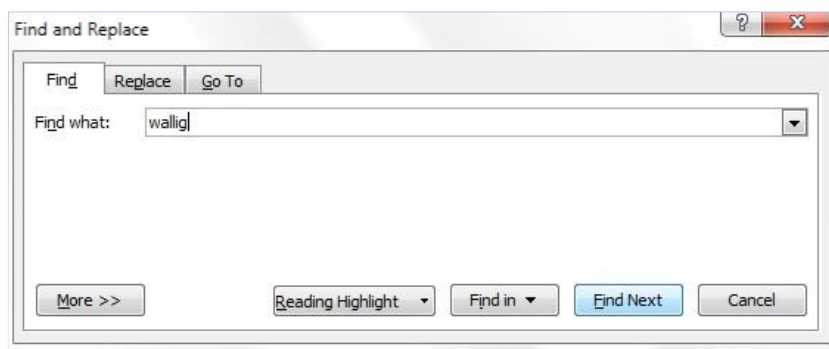 Find and Replace
Find Replace Go To
Find what: wallig
More >> Reading Highlight Find in Find Next Cancel